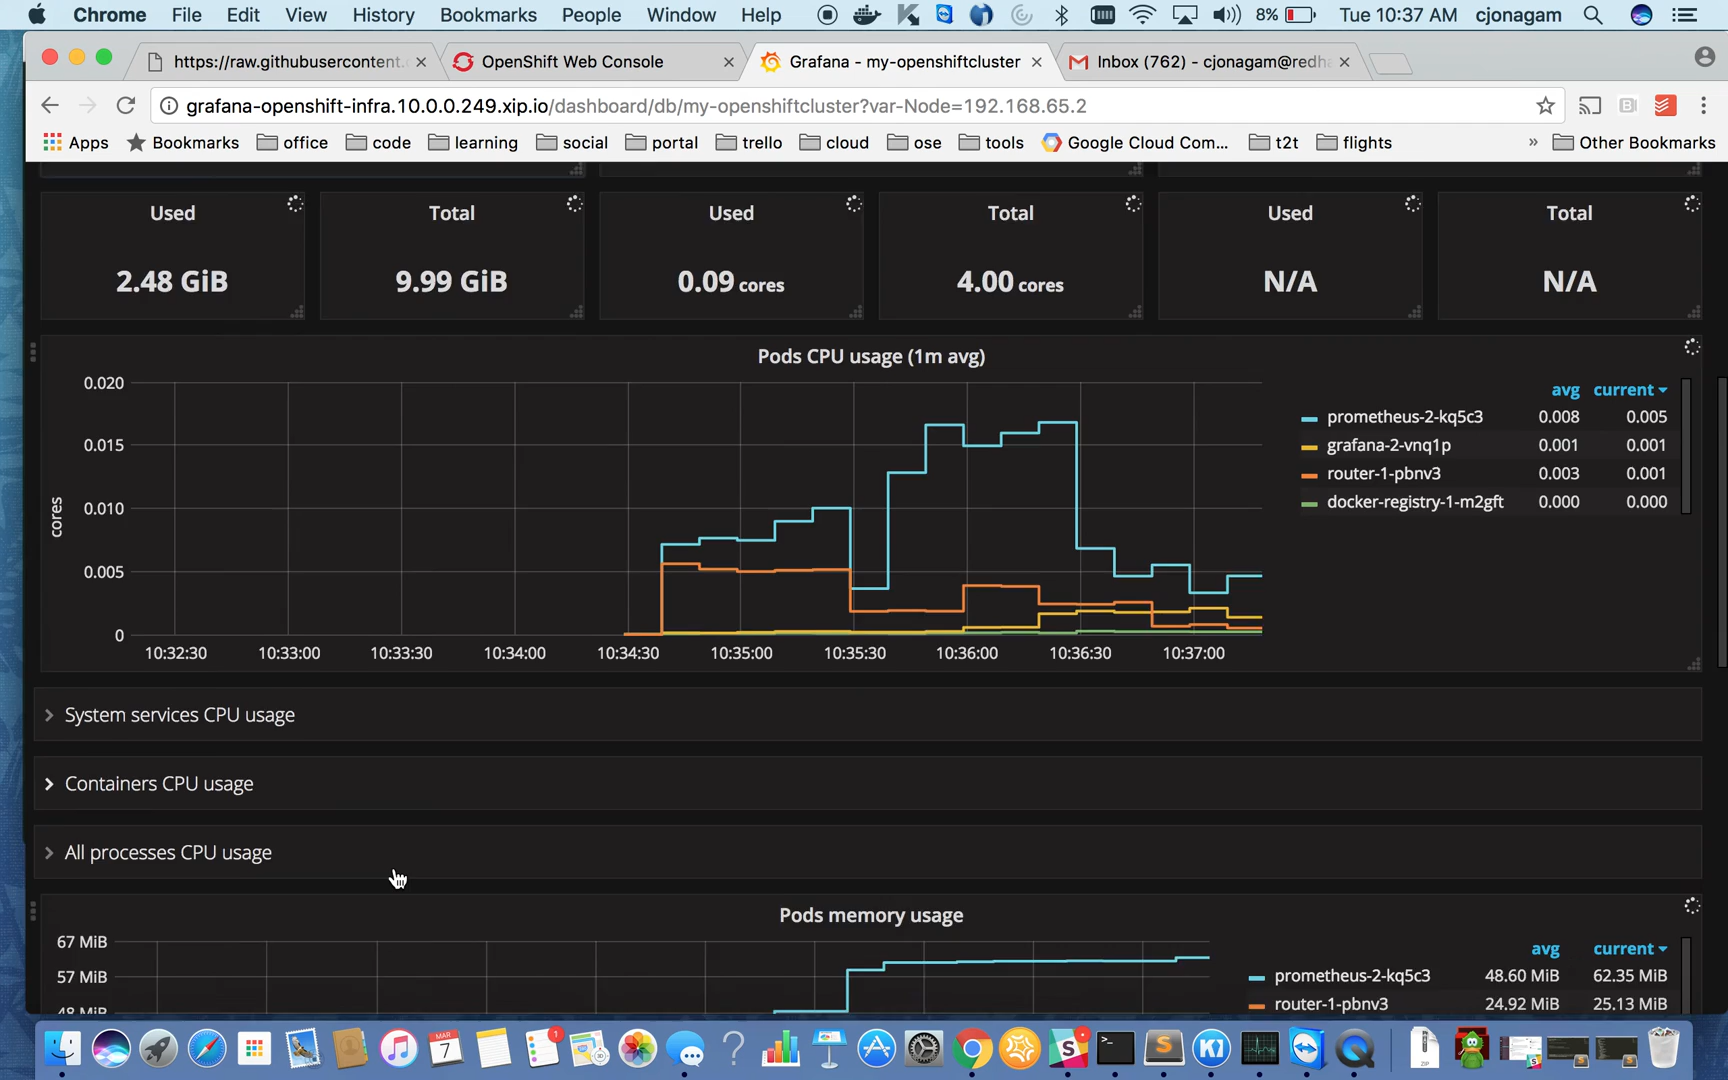 Chrome File Edit View History Bookmarks People Window Help 8% Tue 10:37 AM cjonagam
https://raw.githubusercontent. OpenShift Web Console Grafana - my-openshiftcluster Inbox (762) - cjonagam@redha
grafana-openshift-infra.10.0.0.249.xip.io/dashboard/db/my-openshiftcluster?var-Node=192.168.65.2
Apps Bookmarks office code learning social portal trello cloud ose tools Google Cloud Com... t2t flights » Other Bookmarks
Used Total Used Total Used Total
2.48 GiB 9.99 GiB 0.09 cores 4.00 cores N/A N/A
Pods CPU usage (1m avg)
cores
0.020
0.015
0.010
0.005
0
10:32:30 10:33:00 10:33:30 10:34:00 10:34:30 10:35:00 10:35:30 10:36:00 10:36:30 10:37:00
avg current
prometheus-2-kq5c3 0.008 0.005
grafana-2-vnq1p 0.001 0.001
router-1-pbnv3 0.003 0.001
docker-registry-1-m2gft 0.000 0.000
System services CPU usage
Containers CPU usage
All processes CPU usage
Pods memory usage
67 MiB
57 MiB
48 MiB
avg current
prometheus-2-kq5c3 48.60 MiB 62.35 MiB
router-1-pbnv3 24.92 MiB 25.13 MiB
MAR
7
1